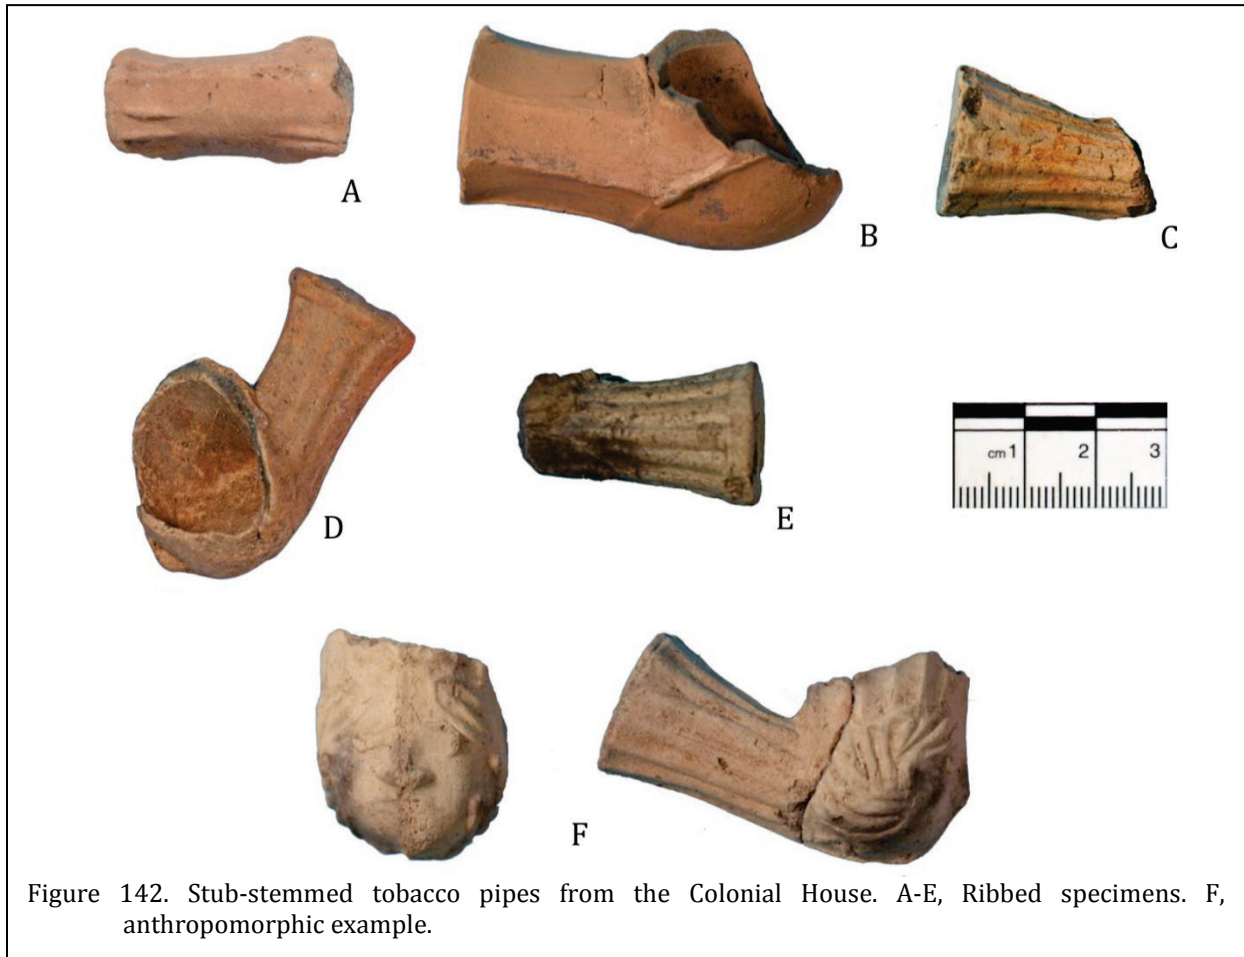 A
B
C
D
E
cm 1 2 3
F
Figure 142. Stub-stemmed tobacco pipes from the Colonial House. A-E, Ribbed specimens. F,
anthropomorphic example.